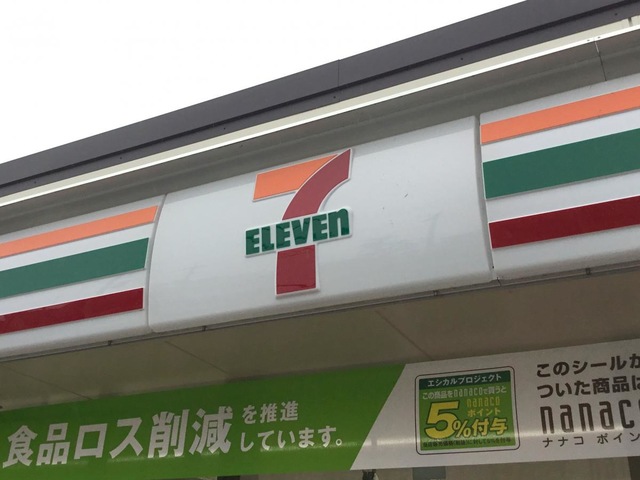 7
ELEVEn
食品ロス削減を推進しています。
エシカルプロジェクト
この商品をnanacoで買うと
nanaco
ポイント
5%付与
このシールが
ついた商品は
nanaco
ナナコ ポイン